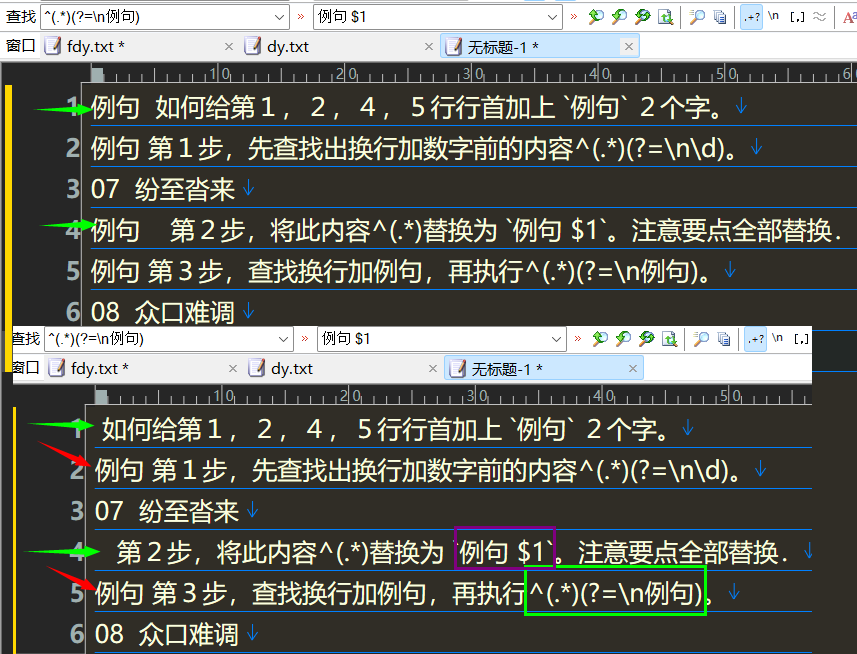 查找 ^(.*)(?=\n例句) » 例句 $1 » .+? \n [,] ≈ A
窗口 fdy.txt * × dy.txt × 无标题-1 * ×
10 20 30 40 50 6
1 例句 如何给第１，２，４，５行行首加上 `例句` ２个字。↓
2 例句 第１步，先查找出换行加数字前的内容^(.*)(?=\n\d)。↓
3 07 纷至沓来↓
4 例句 第２步，将此内容^(.*)替换为 `例句 $1`。注意要点全部替换．
5 例句 第３步，查找换行加例句，再执行^(.*)(?=\n例句)。↓
6 08 众口难调↓
查找 ^(.*)(?=\n例句) » 例句 $1 » .+? \n [,]
窗口 fdy.txt * × dy.txt × 无标题-1 * ×
10 20 30 40 50
1 如何给第１，２，４，５行行首加上 `例句` ２个字。↓
2 例句 第１步，先查找出换行加数字前的内容^(.*)(?=\n\d)。↓
3 07 纷至沓来↓
4 第２步，将此内容^(.*)替换为 `例句 $1`。注意要点全部替换．↓
5 例句 第３步，查找换行加例句，再执行^(.*)(?=\n例句)。↓
6 08 众口难调↓